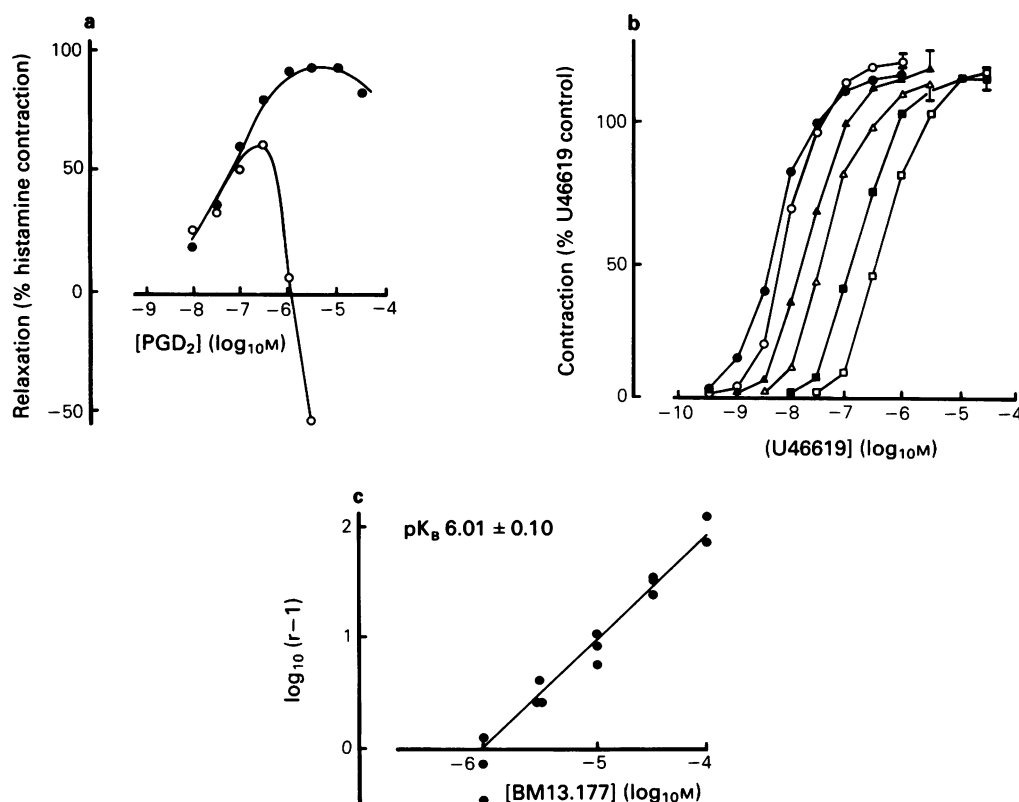 a
Relaxation (% histamine contraction)
100
50
0
−50
−9 −8 −7 −6 −5 −4
[PGD₂] (log₁₀M)
b
Contraction (% U46619 control)
100
50
0
−10 −9 −8 −7 −6 −5 −4
(U46619] (log₁₀M)
c
pK_B 6.01 ± 0.10
log₁₀ (r−1)
2
1
0
−6 −5 −4
[BM13.177] (log₁₀M)